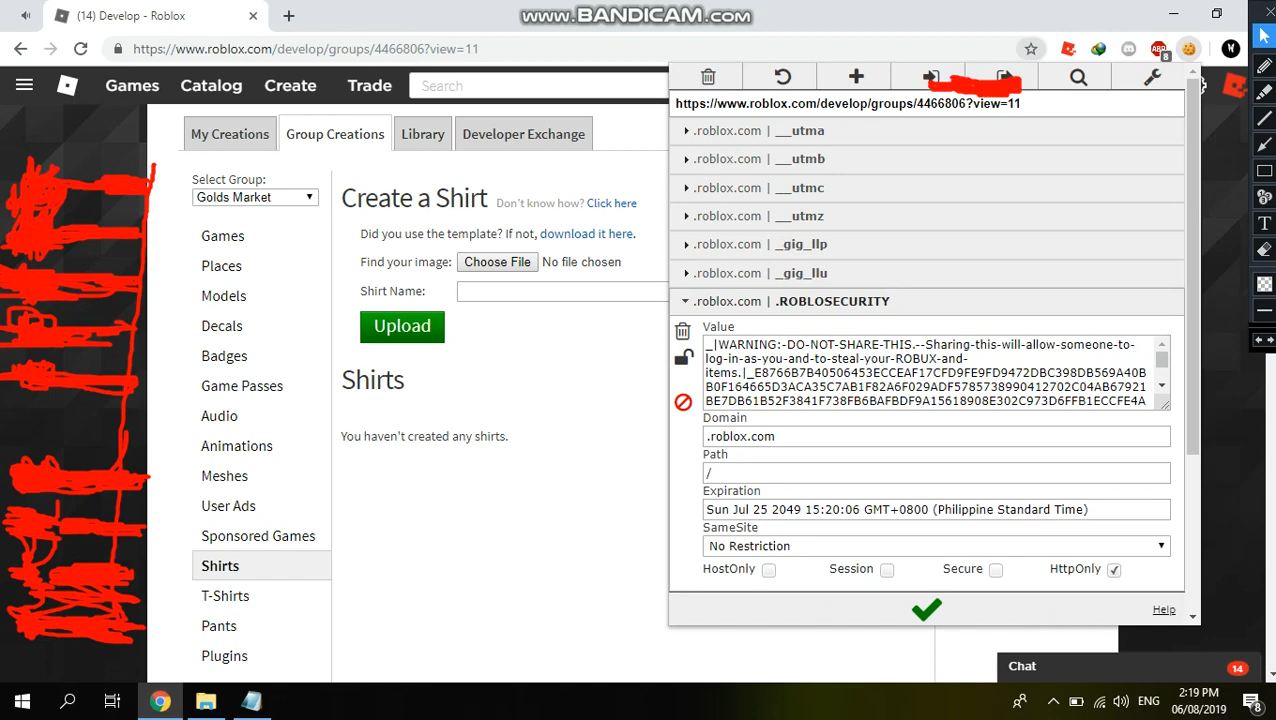 www.BANDICAM.com
(14) Develop - Roblox
https://www.roblox.com/develop/groups/4466806?view=11
ABP
8
W
Games
Catalog
Create
Trade
Search
My Creations
Group Creations
Library
Developer Exchange
Select Group:
Golds Market
Games
Places
Models
Decals
Badges
Game Passes
Audio
Animations
Meshes
User Ads
Sponsored Games
Shirts
T-Shirts
Pants
Plugins
Create a Shirt
Don't know how? Click here
Did you use the template? If not, download it here.
Find your image:
Choose File
No file chosen
Shirt Name:
Upload
Shirts
You haven't created any shirts.
https://www.roblox.com/develop/groups/4466806?view=11
.roblox.com | __utma
.roblox.com | __utmb
.roblox.com | __utmc
.roblox.com | __utmz
.roblox.com | _gig_llp
.roblox.com | _gig_llu
.roblox.com | .ROBLOSECURITY
Value
_|WARNING:-DO-NOT-SHARE-THIS.--Sharing-this-will-allow-someone-to-
log-in-as-you-and-to-steal-your-ROBUX-and-
items.|_E8766B7B40506453ECCEAF17CFD9FE9FD9472DBC398DB569A40B
B0F164665D3ACA35C7AB1F82A6F029ADF5785738990412702C04AB67921
BE7DB61B52F3841F738FB6BAFBDF9A15618908E302C973D6FFB1ECCFE4A
Domain
.roblox.com
Path
/
Expiration
Sun Jul 25 2049 15:20:06 GMT+0800 (Philippine Standard Time)
SameSite
No Restriction
HostOnly
Session
Secure
HttpOnly
Help
Chat
14
T
ENG
2:19 PM
06/08/2019
8